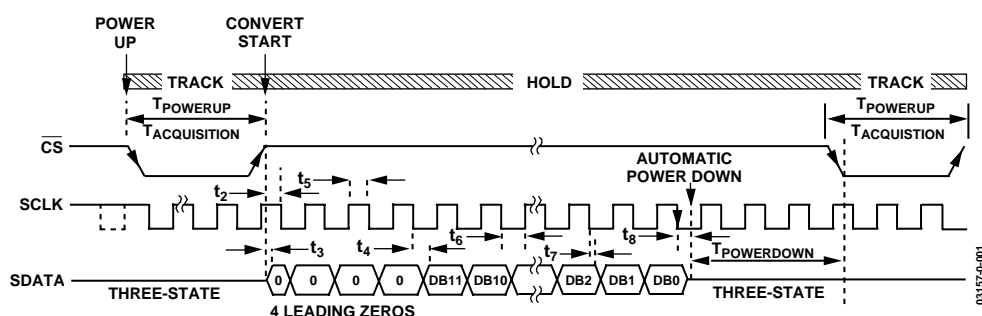 POWER UP
CONVERT START
TRACK
HOLD
TRACK
TPOWERUP
TACQUISITION
TPOWERUP
TACQUISITION
CS
AUTOMATIC
POWER DOWN
t2
t5
SCLK
t3
t4
t6
t7
t8
TPOWERDOWN
SDATA
0
0
0
0
DB11
DB10
DB2
DB1
DB0
THREE-STATE
THREE-STATE
4 LEADING ZEROS
03157-0-001